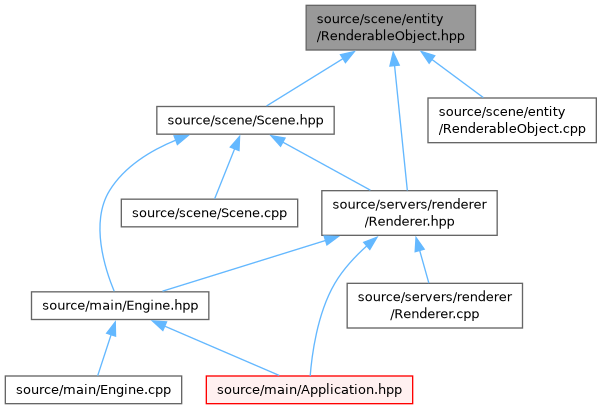 source/scene/entity
/RenderableObject.hpp
source/scene/Scene.hpp
source/scene/entity
/RenderableObject.cpp
source/scene/Scene.cpp
source/servers/renderer
/Renderer.hpp
source/main/Engine.hpp
source/servers/renderer
/Renderer.cpp
source/main/Engine.cpp
source/main/Application.hpp